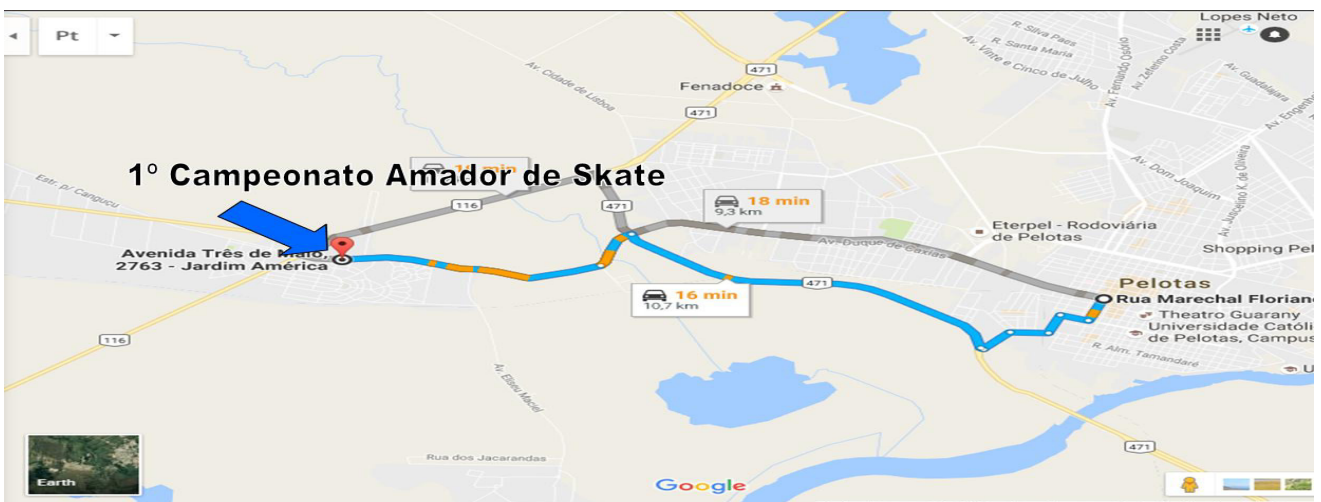 Pt
Lopes Neto
R. Silva Paes
R. Santa Maria
Av. Vinte e Cinco de Julho
Av. Fernando Osório
Av. Zeferino Costa
Av. Guadalajara
Av. Cidade de Lisboa
471
Fenadoce
471
Av. Dom Joaquim
Av. Juscelino K. de Oliveira
1º Campeonato Amador de Skate
Estr. p/ Canguçu
116
471
18 min
9,3 km
Eterpel - Rodoviária
de Pelotas
Av. Duque de Caxias
Shopping Pel
Avenida Três de Maio,
2763 - Jardim América
471
16 min
10,7 km
Pelotas
Rua Marechal Florian
Theatro Guarany
Universidade Católi
de Pelotas, Campus
116
R. Alm. Tamandaré
471
Rua dos Jacarandas
Earth
Google